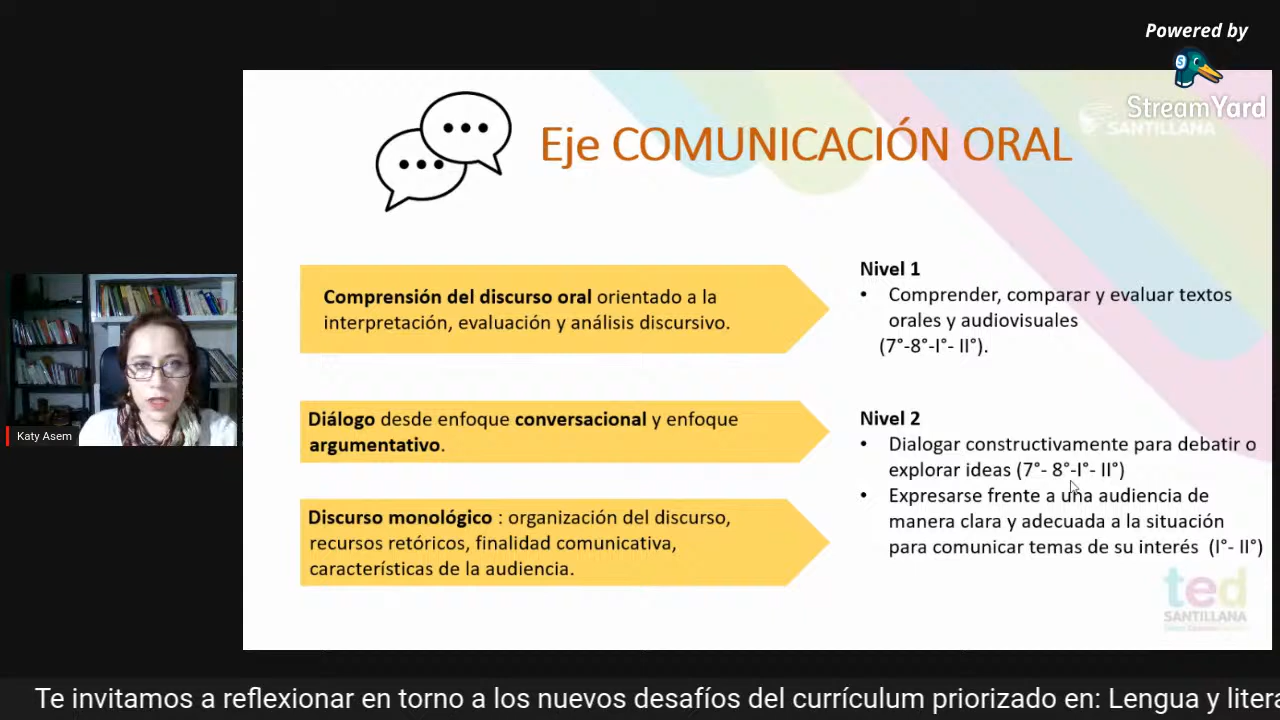 Powered by
StreamYard
SANTILLANA
Eje COMUNICACIÓN ORAL
Comprensión del discurso oral orientado a la
interpretación, evaluación y análisis discursivo.
Nivel 1
• Comprender, comparar y evaluar textos
orales y audiovisuales
(7°-8°-I°- II°).
Diálogo desde enfoque conversacional y enfoque
argumentativo.
Nivel 2
• Dialogar constructivamente para debatir o
explorar ideas (7°- 8°-I°- II°)
• Expresarse frente a una audiencia de
manera clara y adecuada a la situación
para comunicar temas de su interés (I°- II°)
Discurso monológico : organización del discurso,
recursos retóricos, finalidad comunicativa,
características de la audiencia.
ted
SANTILLANA
Katy Asem
Te invitamos a reflexionar en torno a los nuevos desafíos del currículum priorizado en: Lengua y litera